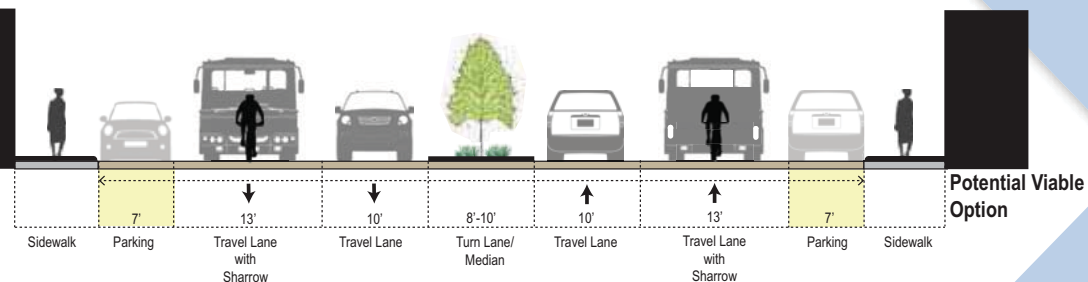 Potential Viable
Option
7' 13' 10' 8'-10' 10' 13' 7'
Sidewalk Parking Travel Lane Travel Lane Turn Lane/ Travel Lane Travel Lane Parking Sidewalk
with Median with
Sharrow Sharrow